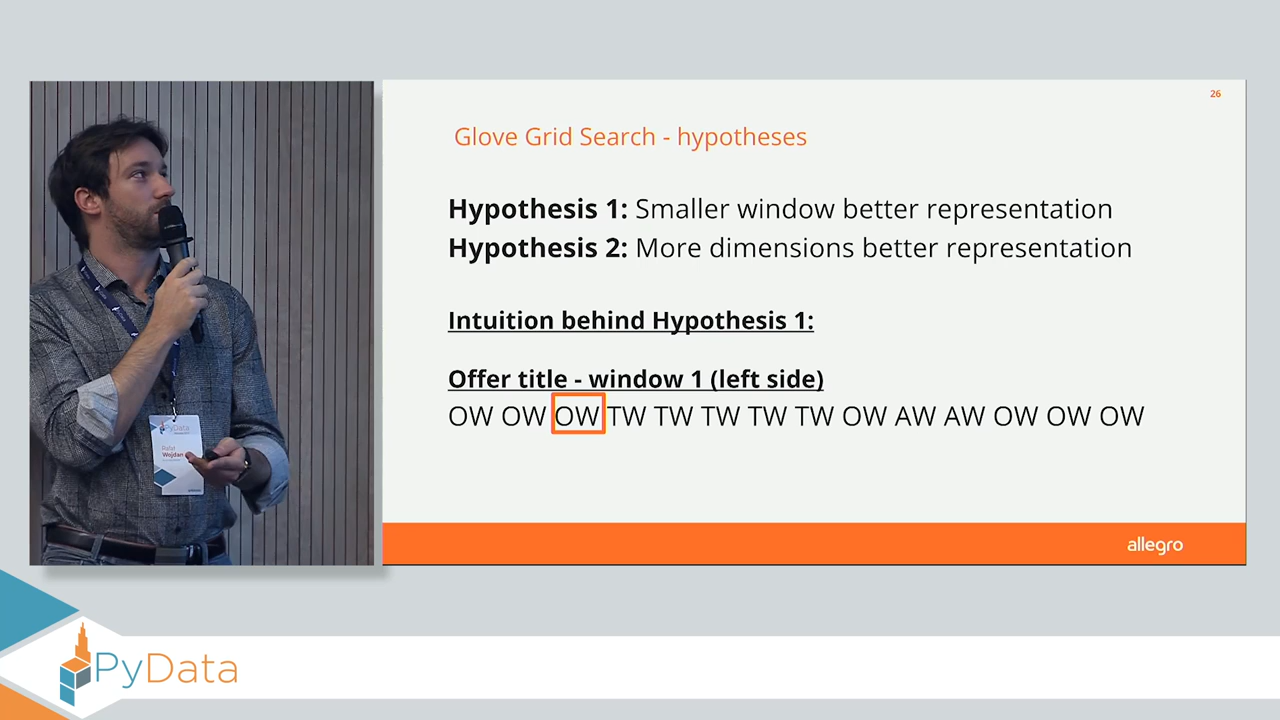 26
Glove Grid Search - hypotheses
Hypothesis 1: Smaller window better representation
Hypothesis 2: More dimensions better representation
Intuition behind Hypothesis 1:
Offer title - window 1 (left side)
OW OW OW TW TW TW TW TW OW AW AW OW OW OW
allegro
PyData
Wojdan
PyData